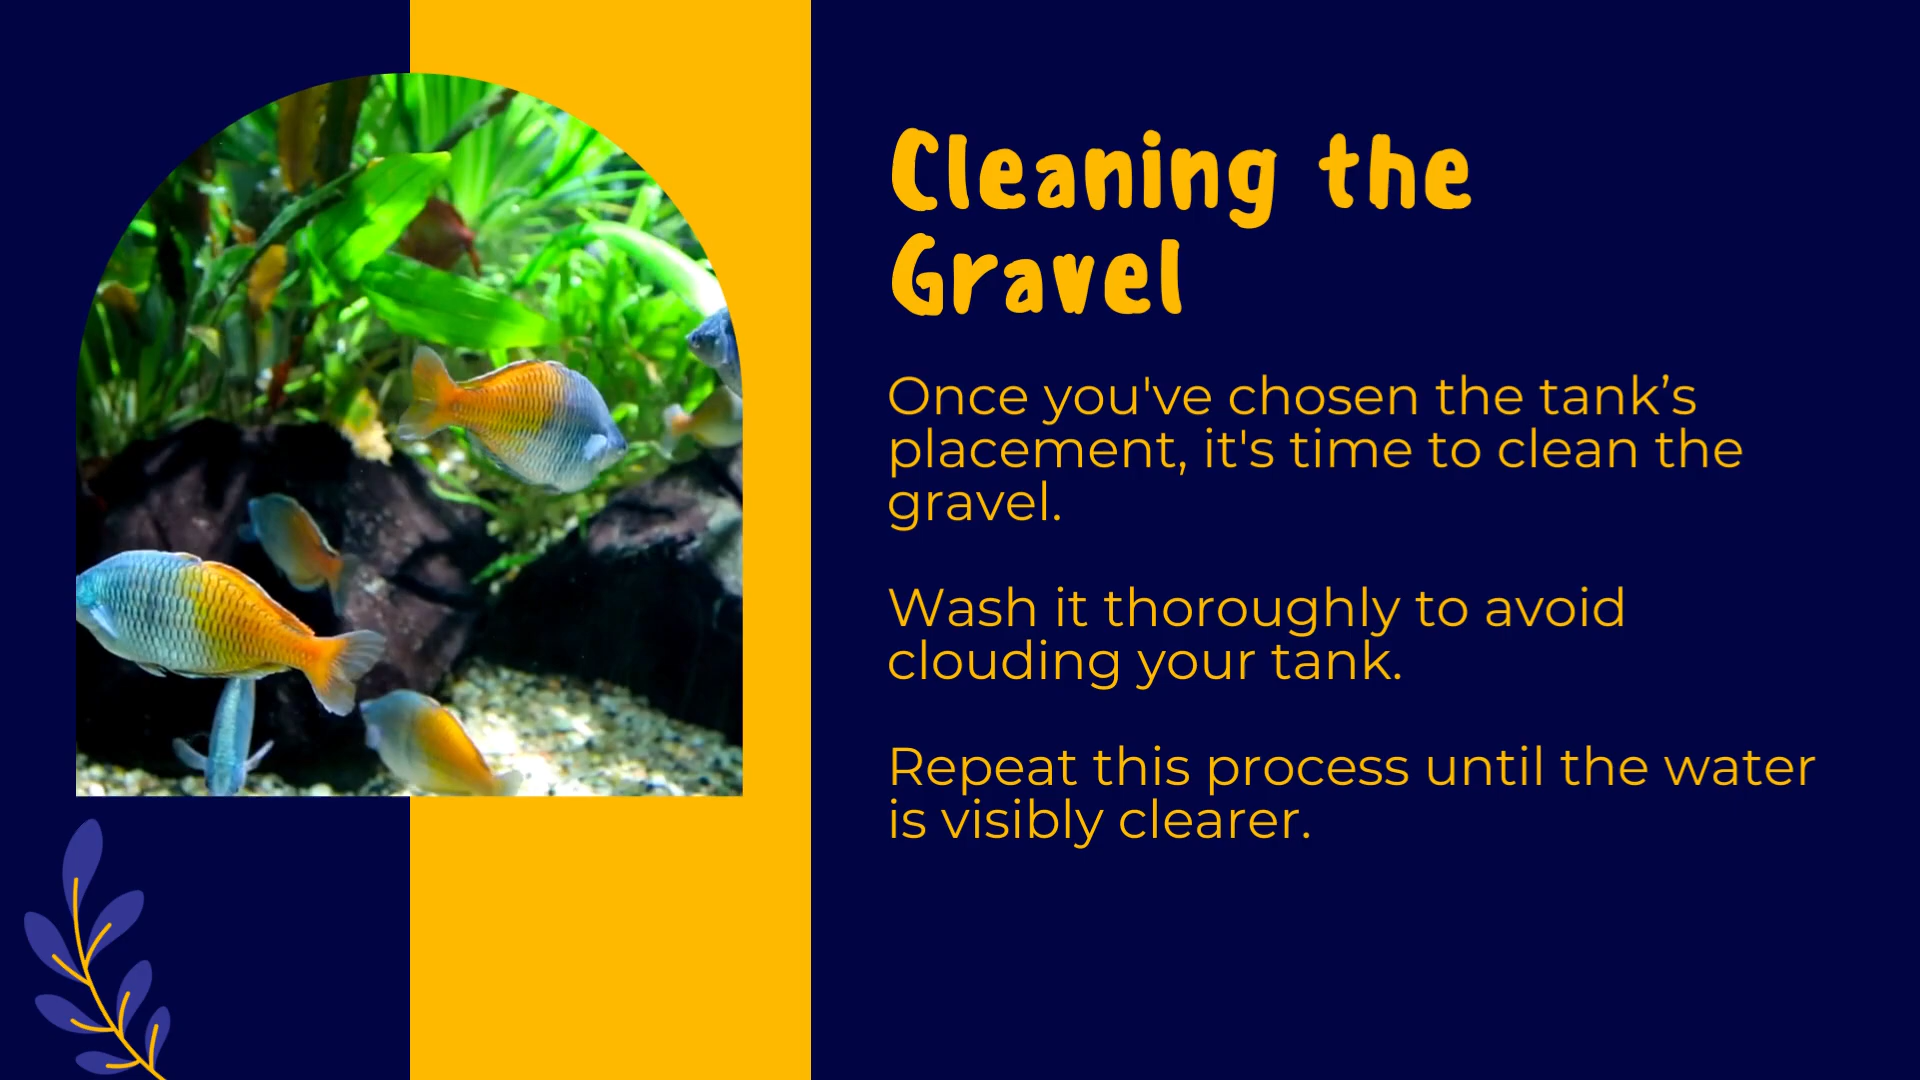 Cleaning the
Gravel
Once you've chosen the tank’s
placement, it's time to clean the
gravel.
Wash it thoroughly to avoid
clouding your tank.
Repeat this process until the water
is visibly clearer.